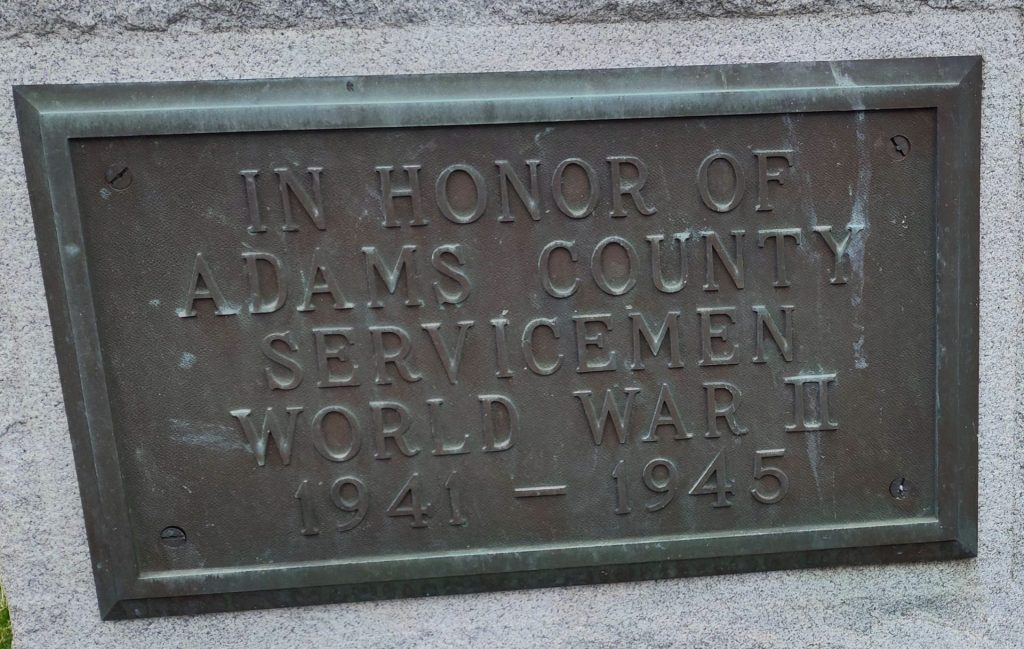 IN HONOR OF
ADAMS COUNTY
SERVICEMEN
WORLD WAR II
1941 — 1945